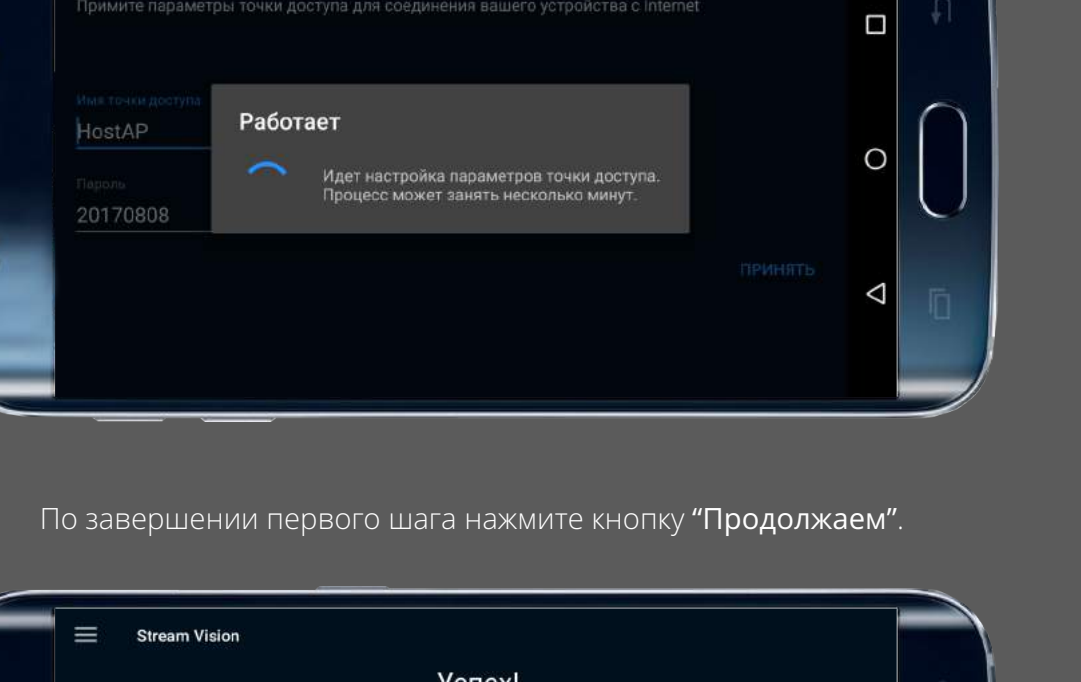 Примите параметры точки доступа для соединения вашего устройства с Internet
Имя точки доступа
HostAP
Пароль
20170808
Работает
Идет настройка параметров точки доступа.
Процесс может занять несколько минут.
ПРИНЯТЬ
По завершении первого шага нажмите кнопку “Продолжаем”.
Stream Vision
Успех!